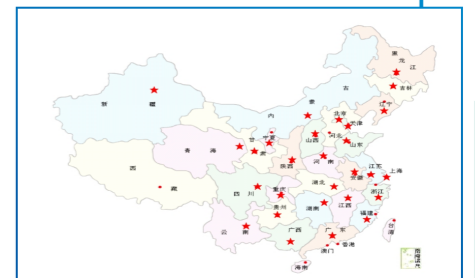 黑龙江
吉林
辽宁
内蒙古
新疆
北京
天津
河北
山西
山东
宁夏
甘肃
青海
陕西
河南
西藏
四川
重庆
湖北
安徽
江苏
上海
浙江
贵州
湖南
江西
福建
台湾
云南
广西
广东
香港
澳门
海南